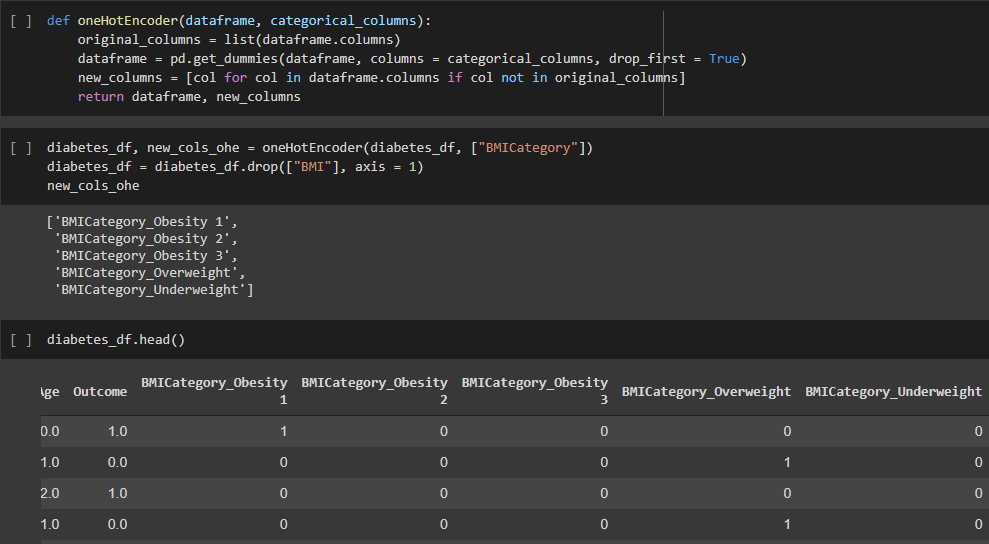 [ ] def oneHotEncoder(dataframe, categorical_columns):
original_columns = list(dataframe.columns)
dataframe = pd.get_dummies(dataframe, columns = categorical_columns, drop_first = True)
new_columns = [col for col in dataframe.columns if col not in original_columns]
return dataframe, new_columns
[ ] diabetes_df, new_cols_ohe = oneHotEncoder(diabetes_df, ["BMICategory"])
diabetes_df = diabetes_df.drop(["BMI"], axis = 1)
new_cols_ohe
['BMICategory_Obesity 1',
'BMICategory_Obesity 2',
'BMICategory_Obesity 3',
'BMICategory_Overweight',
'BMICategory_Underweight']
[ ] diabetes_df.head()
ge Outcome BMICategory_Obesity 1 BMICategory_Obesity 2 BMICategory_Obesity 3 BMICategory_Overweight BMICategory_Underweight
0.0 1.0 1 0 0 0 0
1.0 0.0 0 0 0 1 0
2.0 1.0 0 0 0 0 0
1.0 0.0 0 0 0 1 0